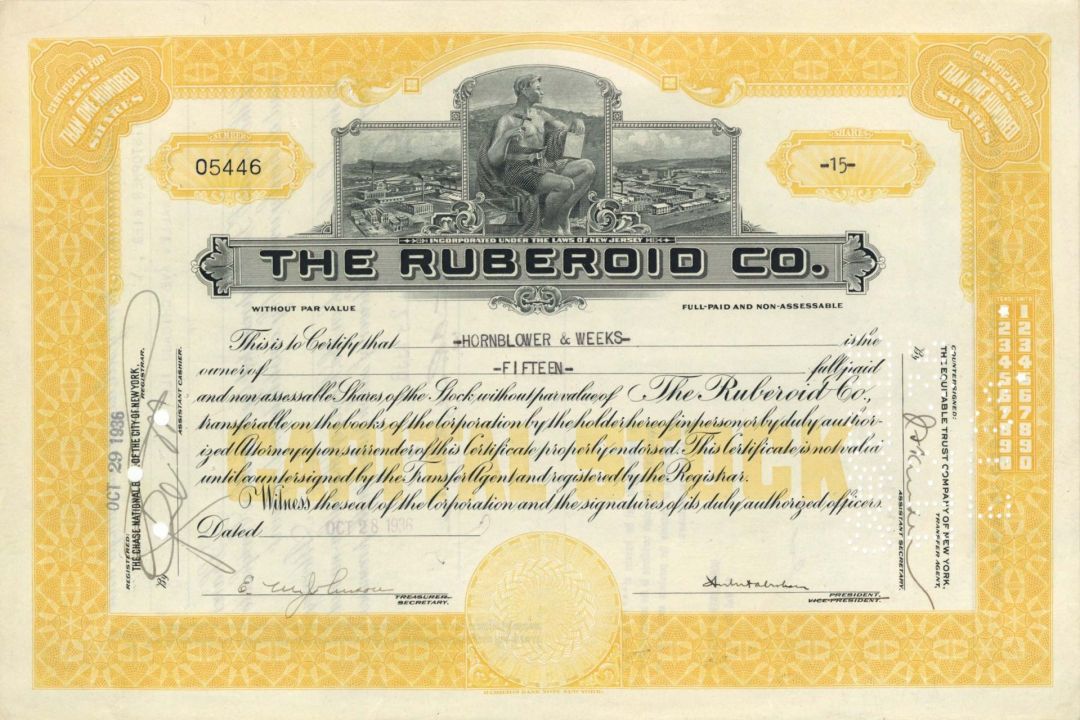 CERTIFICATE FOR
LESS
THAN ONE HUNDRED
SHARES
CERTIFICATE FOR
LESS
THAN ONE HUNDRED
SHARES
NUMBER
05446
SHARES
-15-
INCORPORATED UNDER THE LAWS OF NEW JERSEY
THE RUBEROID CO.
WITHOUT PAR VALUE
FULL-PAID AND NON-ASSESSABLE
This is to Certify that -HORNBLOWER & WEEKS- is the
owner of -FIFTEEN- full paid
and non assessable Shares of the Stock without par value of The Ruberoid Co.,
transferable on the books of the Corporation by the holder hereof in person or by duly author-
ized Attorney upon surrender of this Certificate properly endorsed. This Certificate is not valid
until countersigned by the Transfer Agent and registered by the Registrar.
Witness the seal of the Corporation and the signatures of its duly authorized officers.
Dated OCT 28 1936
TREASURER.
SECRETARY.
PRESIDENT.
VICE-PRESIDENT.
OCT 29 1936
REGISTERED:
THE CHASE NATIONAL B OF THE CITY OF NEW YORK,
REGISTRAR.
By
ASSISTANT CASHIER.
COUNTERSIGNED:
THE EQUITABLE TRUST COMPANY OF NEW YORK,
TRANSFER AGENT,
By
ASSISTANT SECRETARY.
TENS UNITS
1
2 2
3 3
4 4
5 5
6 6
7 7
8 8
9 9
0 0